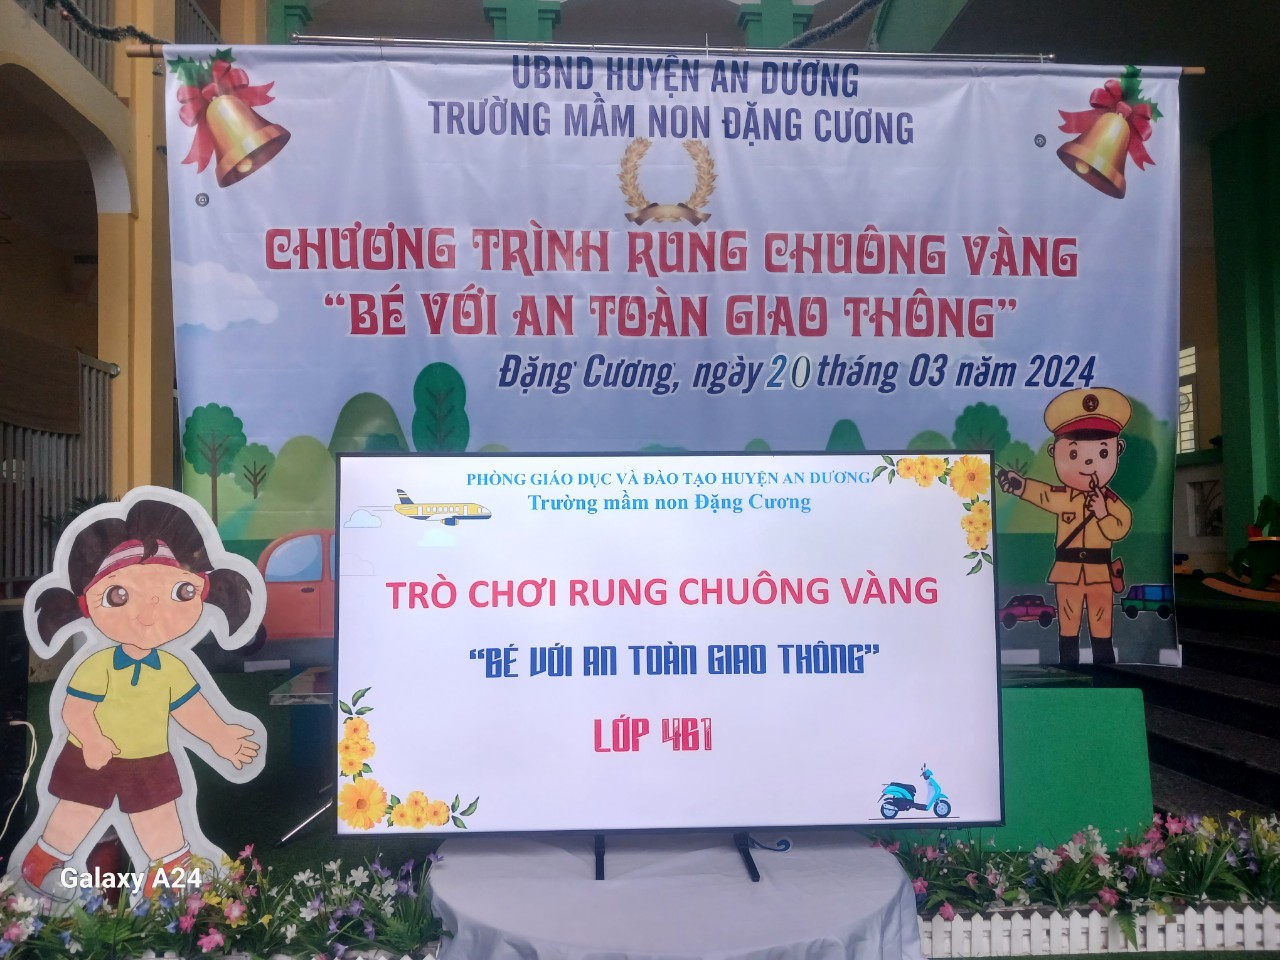 UBND HUYỆN AN DƯƠNG
TRƯỜNG MẦM NON ĐẶNG CƯƠNG
CHƯƠNG TRÌNH RUNG CHUÔNG VÀNG
“BÉ VỚI AN TOÀN GIAO THÔNG”
Đặng Cương, ngày 20 tháng 03 năm 2024
PHÒNG GIÁO DỤC VÀ ĐÀO TẠO HUYỆN AN DƯƠNG
Trường mầm non Đặng Cương
TRÒ CHƠI RUNG CHUÔNG VÀNG
“BÉ VỚI AN TOÀN GIAO THÔNG”
LỚP 4B1
Galaxy A24